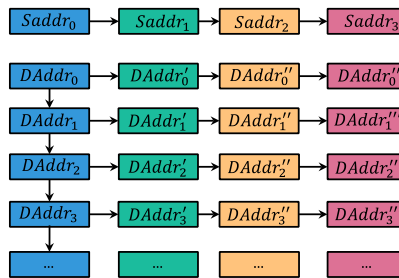 Saddr₀ Saddr₁ Saddr₂ Saddr₃
DAddr₀ DAddr₀′ DAddr₀′′ DAddr₀′′′
DAddr₁ DAddr₁′ DAddr₁′′ DAddr₁′′′
DAddr₂ DAddr₂′ DAddr₂′′ DAddr₂′′
DAddr₃ DAddr₃′ DAddr₃′′ DAddr₃′′
... ... ... ...